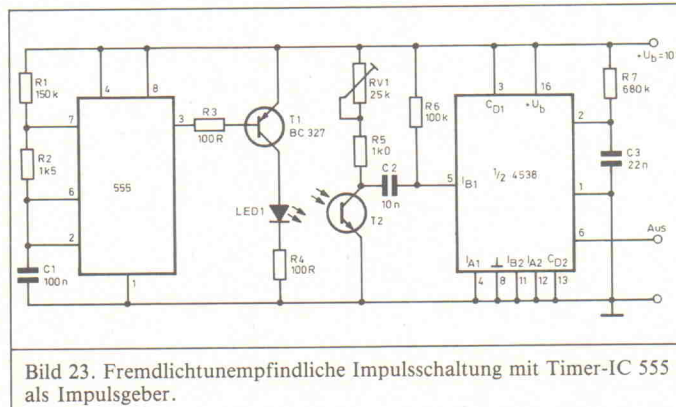 +Ub=10
R1
150k
4
8
RV1
25k
R6
100k
3
CD1
16
+Ub
R7
680k
7
3
R3
100R
T1
BC 327
2
R2
1k5
R5
1k0
C2
10n
5
IB1
½ 4538
C3
22n
6
555
LED1
T2
1
2
R4
100R
6
Aus
C1
100n
1
IA1
⊥
IB2
IA2
CD2
4
8
11
12
13
Bild 23. Fremdlichtunempfindliche Impulsschaltung mit Timer-IC 555
als Impulsgeber.